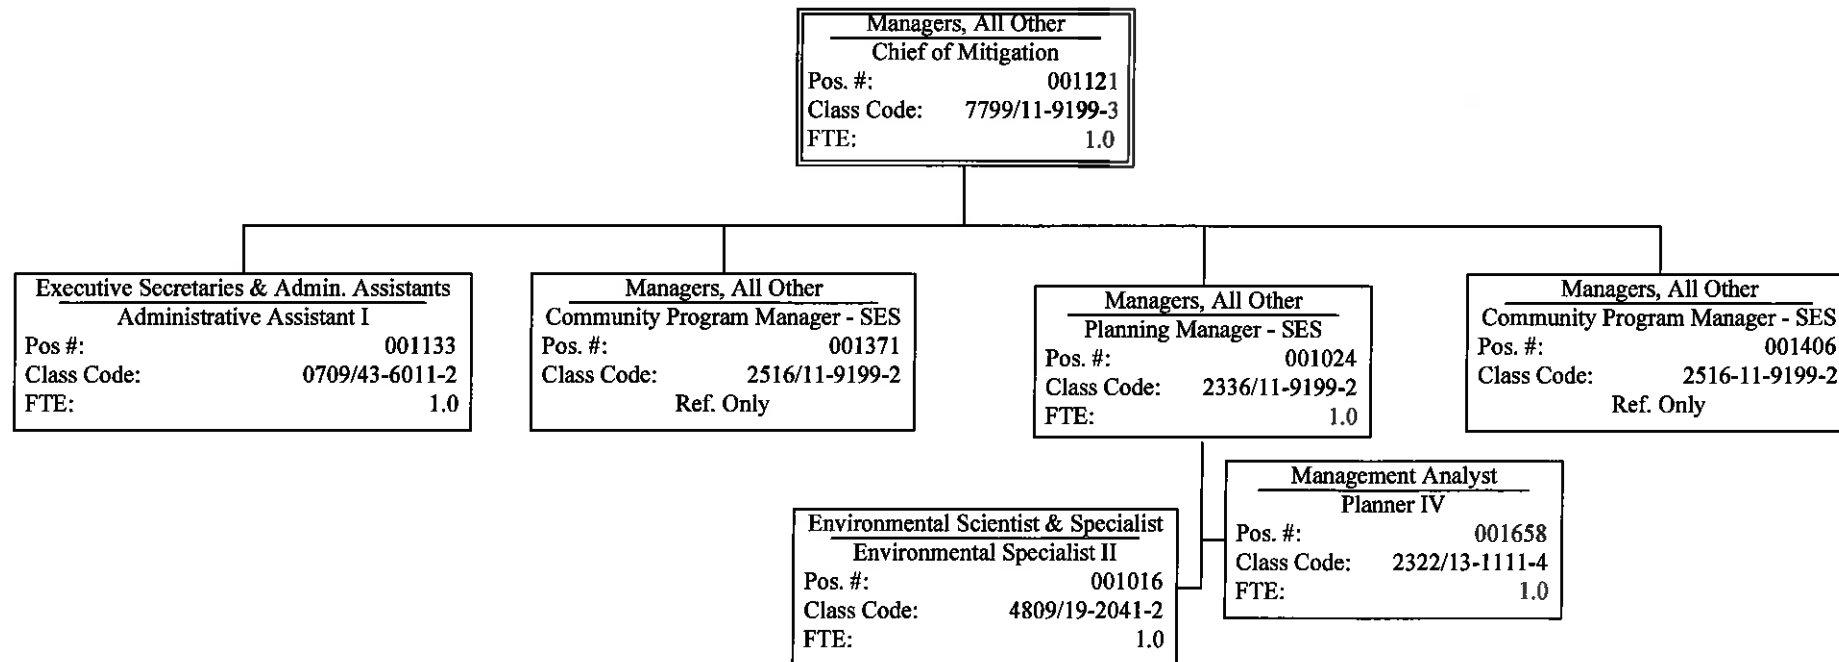 Managers, All Other
Chief of Mitigation
Pos. #: 001121
Class Code: 7799/11-9199-3
FTE: 1.0
Executive Secretaries & Admin. Assistants
Administrative Assistant I
Pos #: 001133
Class Code: 0709/43-6011-2
FTE: 1.0
Managers, All Other
Community Program Manager - SES
Pos. #: 001371
Class Code: 2516/11-9199-2
Ref. Only
Managers, All Other
Planning Manager - SES
Pos. #: 001024
Class Code: 2336/11-9199-2
FTE: 1.0
Managers, All Other
Community Program Manager - SES
Pos. #: 001406
Class Code: 2516-11-9199-2
Ref. Only
Management Analyst
Planner IV
Pos. #: 001658
Class Code: 2322/13-1111-4
FTE: 1.0
Environmental Scientist & Specialist
Environmental Specialist II
Pos. #: 001016
Class Code: 4809/19-2041-2
FTE: 1.0